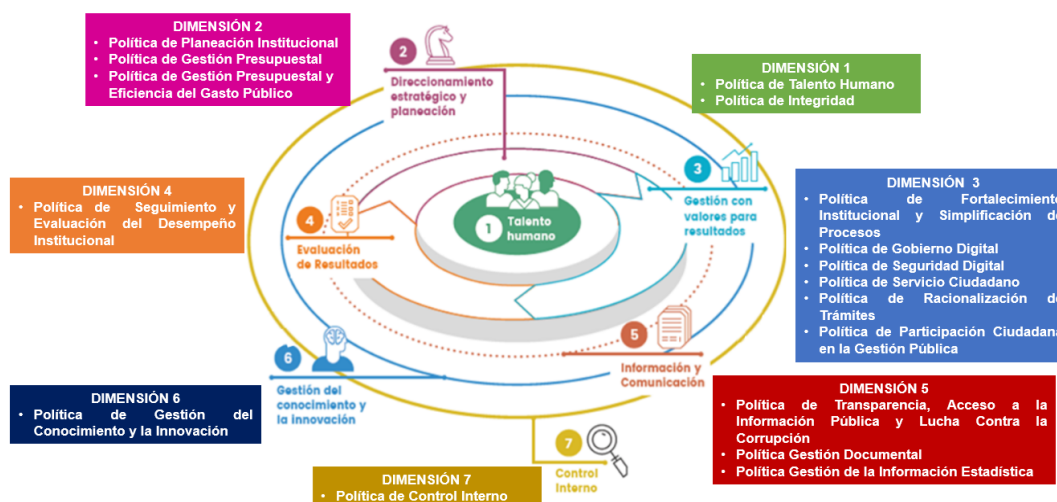 DIMENSIÓN 2
• Política de Planeación Institucional
• Política de Gestión Presupuestal
• Política de Gestión Presupuestal y
Eficiencia del Gasto Público
2
Direccionamiento
estratégico y
planeación
DIMENSIÓN 1
• Política de Talento Humano
• Política de Integridad
DIMENSIÓN 4
• Política de Seguimiento y
Evaluación del Desempeño
Institucional
4
Evaluación
de Resultados
1 Talento
humano
3
Gestión con
valores para
resultados
DIMENSIÓN 3
• Política de Fortalecimiento
Institucional y Simplificación de
Procesos
• Política de Gobierno Digital
• Política de Seguridad Digital
• Política de Servicio Ciudadano
• Política de Racionalización de
Trámites
• Política de Participación Ciudadana
en la Gestión Pública
5
Información y
Comunicación
6
Gestión del
conocimiento y
la innovación
DIMENSIÓN 6
• Política de Gestión del
Conocimiento y la Innovación
DIMENSIÓN 5
• Política de Transparencia, Acceso a la
Información Pública y Lucha Contra la
Corrupción
• Política Gestión Documental
• Política Gestión de la Información Estadística
7
Control
Interno
DIMENSIÓN 7
• Política de Control Interno